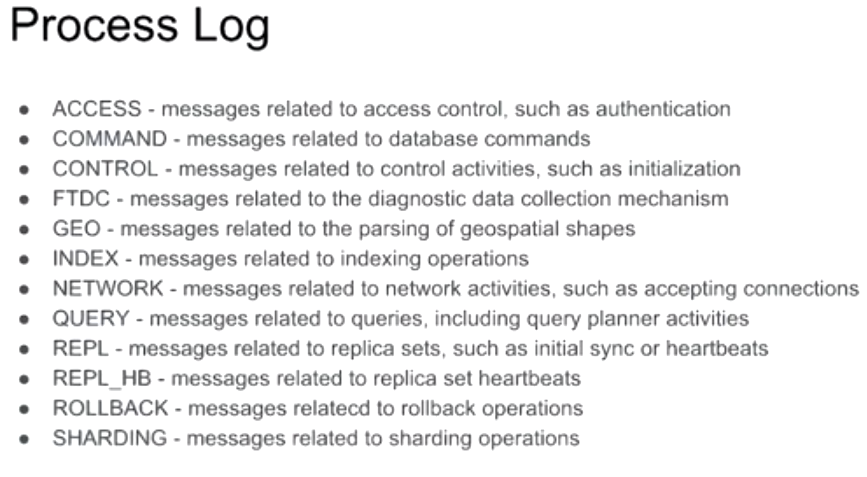 Process Log
● ACCESS - messages related to access control, such as authentication
● COMMAND - messages related to database commands
● CONTROL - messages related to control activities, such as initialization
● FTDC - messages related to the diagnostic data collection mechanism
● GEO - messages related to the parsing of geospatial shapes
● INDEX - messages related to indexing operations
● NETWORK - messages related to network activities, such as accepting connections
● QUERY - messages related to queries, including query planner activities
● REPL - messages related to replica sets, such as initial sync or heartbeats
● REPL_HB - messages related to replica set heartbeats
● ROLLBACK - messages relatecd to rollback operations
● SHARDING - messages related to sharding operations